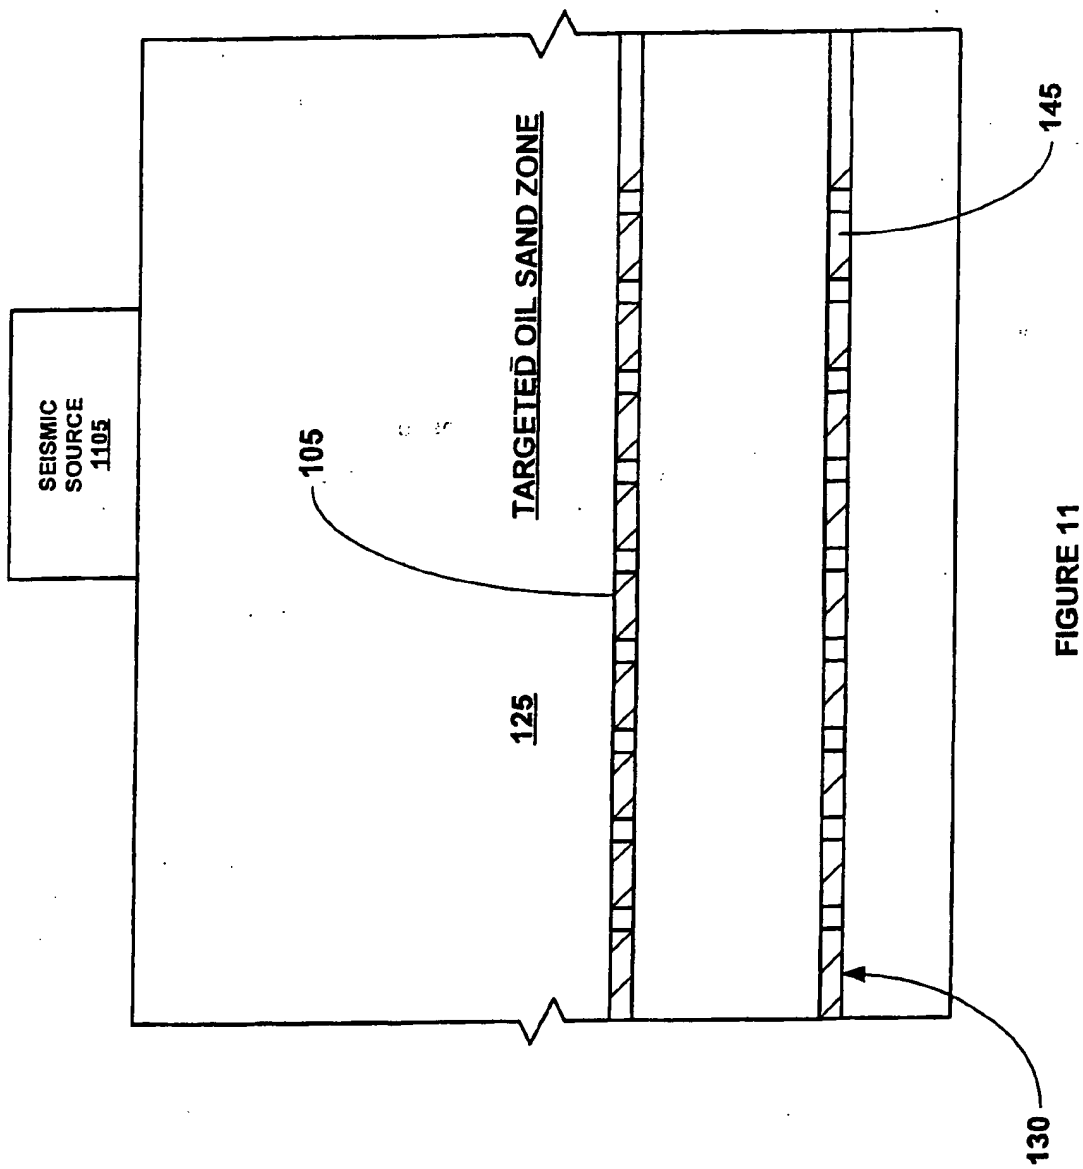 SEISMIC
SOURCE
1105
105
TARGETED OIL SAND ZONE
125
145
130
FIGURE 11